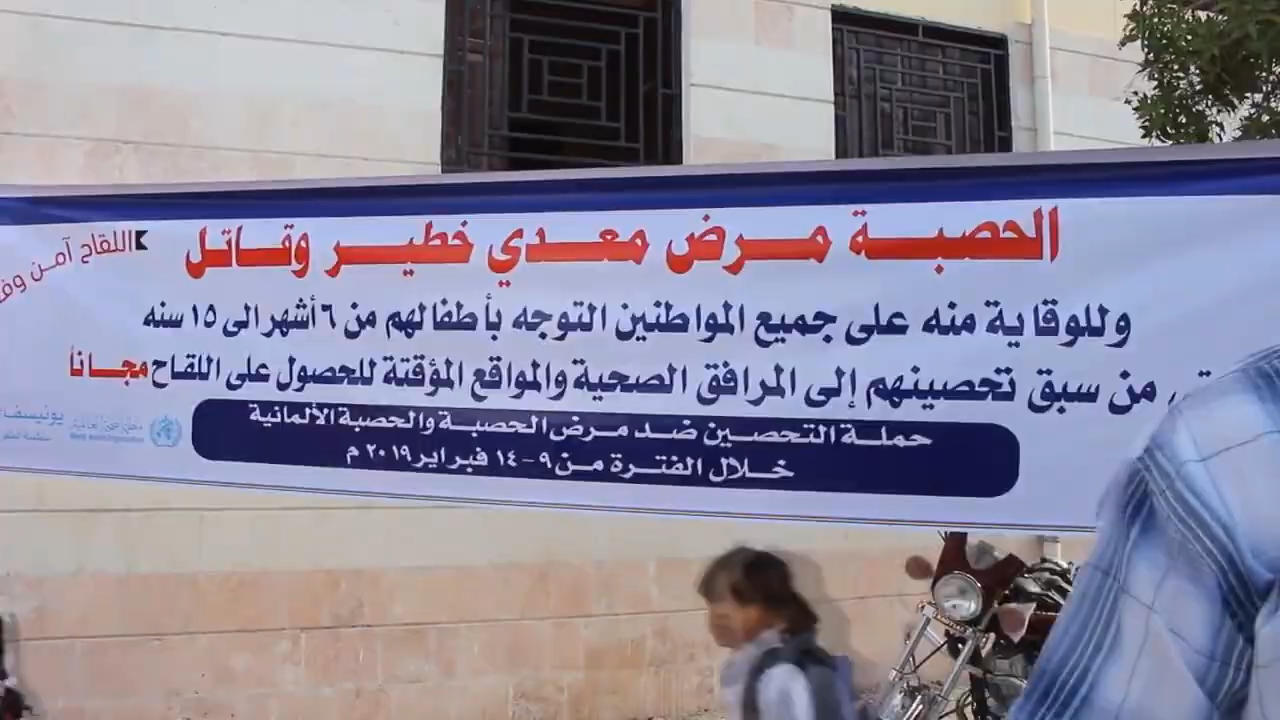 الحصبة مرض معدي خطير وقاتل
وللوقاية منه على جميع المواطنين التوجه بأطفالهم من ٦ أشهر الى ١٥ سنه
من سبق تحصينهم إلى المرافق الصحية والمواقع المؤقتة للحصول على اللقاح مجاناً
حملة التحصين ضد مرض الحصبة والحصبة الألمانية
خلال الفترة من ٩-١٤ فبراير ٢٠١٩ م
اللقاح آمن
يونيسف